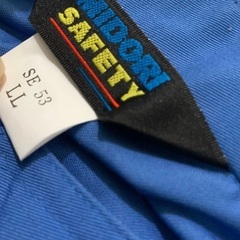 MIDORI
SAFETY
SE 53
LL